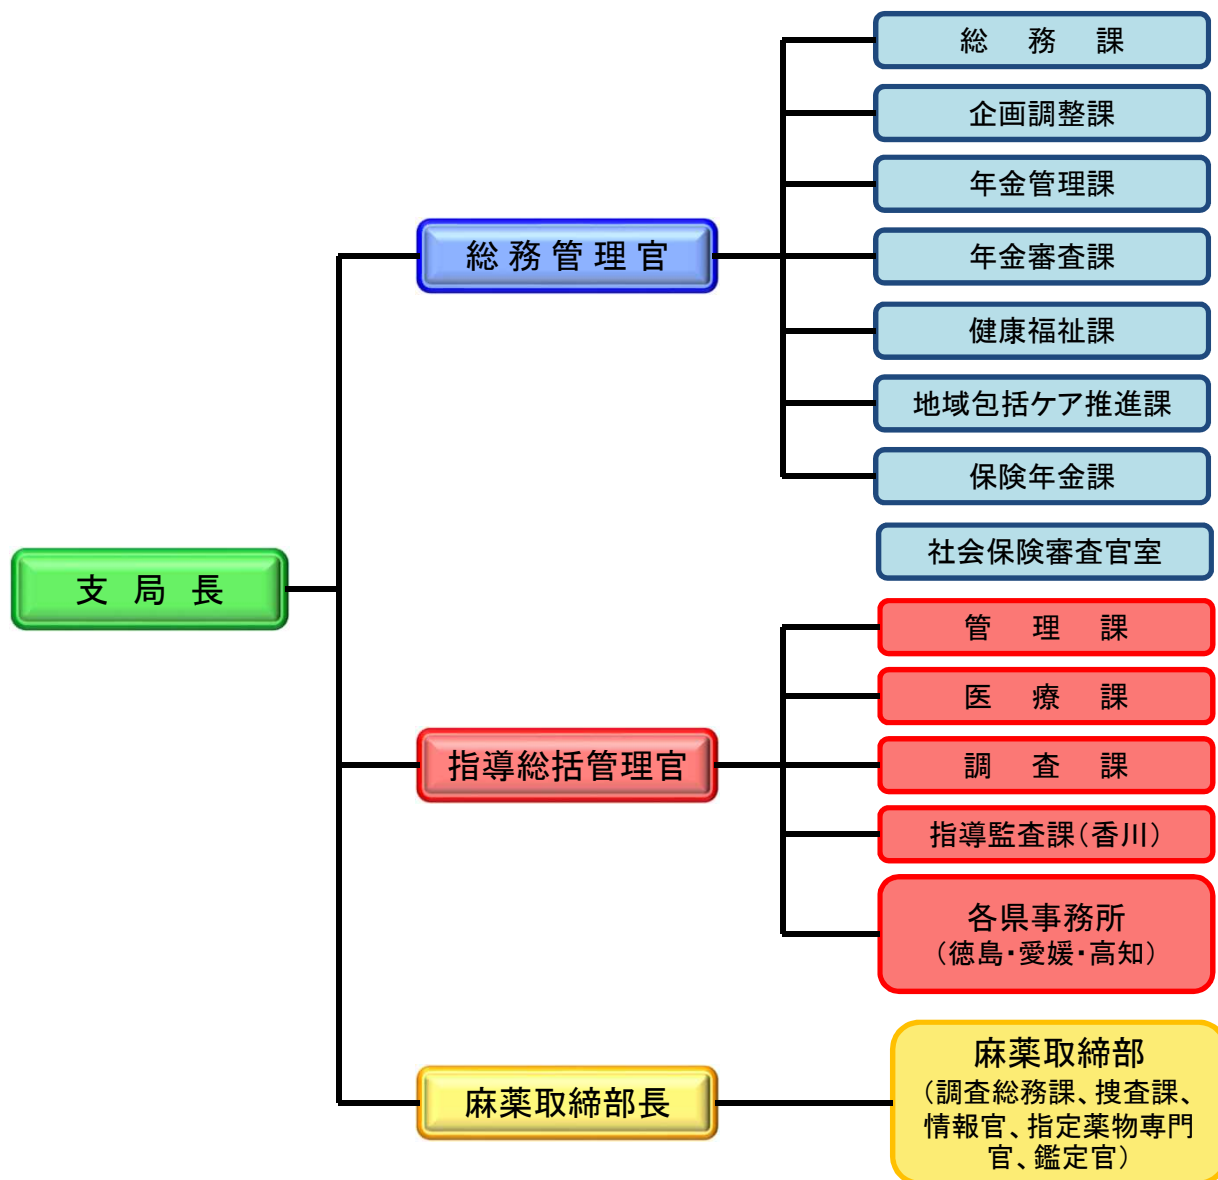 支局長
総務管理官
総務課
企画調整課
年金管理課
年金審査課
健康福祉課
地域包括ケア推進課
保険年金課
社会保険審査官室
指導総括管理官
管理課
医療課
調査課
指導監査課(香川)
各県事務所
(徳島・愛媛・高知)
麻薬取締部長
麻薬取締部
(調査総務課、捜査課、
情報官、指定薬物専門
官、鑑定官)